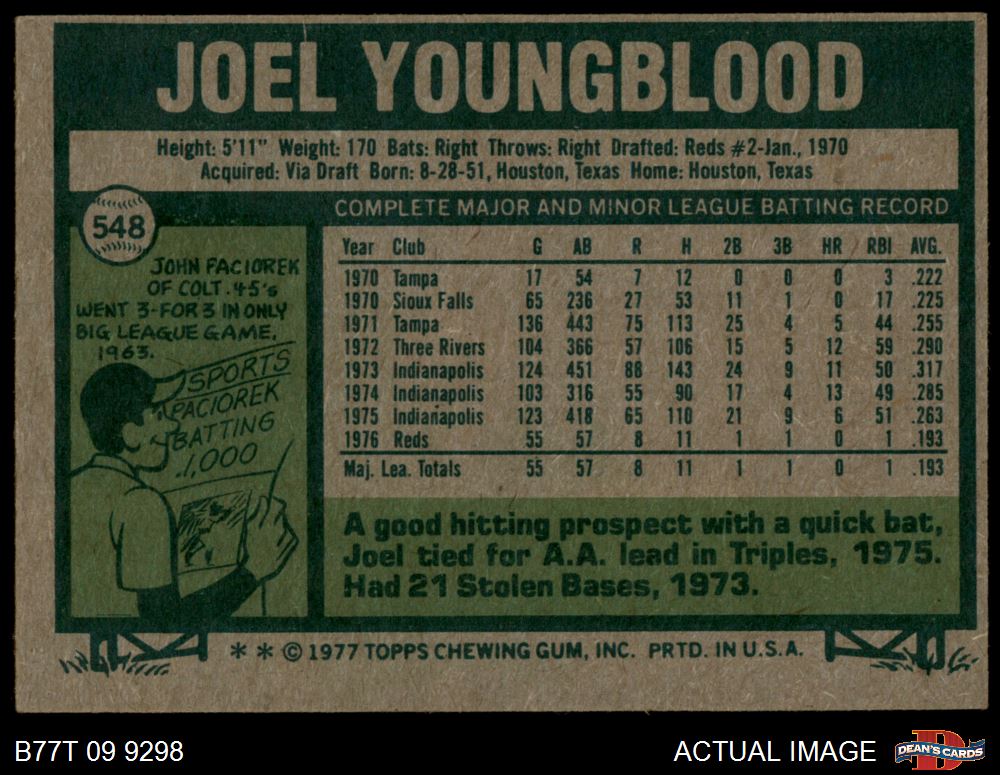 JOEL YOUNGBLOOD
Height: 5'11" Weight: 170 Bats: Right Throws: Right Drafted: Reds #2-Jan., 1970
Acquired: Via Draft Born: 8-28-51, Houston, Texas Home: Houston, Texas
548
JOHN PACIOREK
OF COLT .45's
WENT 3-FOR 3 IN ONLY
BIG LEAGUE GAME,
1963.
SPORTS
PACIOREK
BATTING
1,000
COMPLETE MAJOR AND MINOR LEAGUE BATTING RECORD
Year Club G AB R H 2B 3B HR RBI AVG.
1970 Tampa 17 54 7 12 0 0 0 3 .222
1970 Sioux Falls 65 236 27 53 11 1 0 17 .225
1971 Tampa 136 443 75 113 25 4 5 44 .255
1972 Three Rivers 104 366 57 106 15 5 12 59 .290
1973 Indianapolis 124 451 88 143 24 9 11 50 .317
1974 Indianapolis 103 316 55 90 17 4 13 49 .285
1975 Indianapolis 123 418 65 110 21 9 6 51 .263
1976 Reds 55 57 8 11 1 1 0 1 .193
Maj. Lea. Totals 55 57 8 11 1 1 0 1 .193
A good hitting prospect with a quick bat,
Joel tied for A.A. lead in Triples, 1975.
Had 21 Stolen Bases, 1973.
* * © 1977 TOPPS CHEWING GUM, INC. PRTD. IN U.S.A.
B77T 09 9298
ACTUAL IMAGE
DEAN'S CARDS